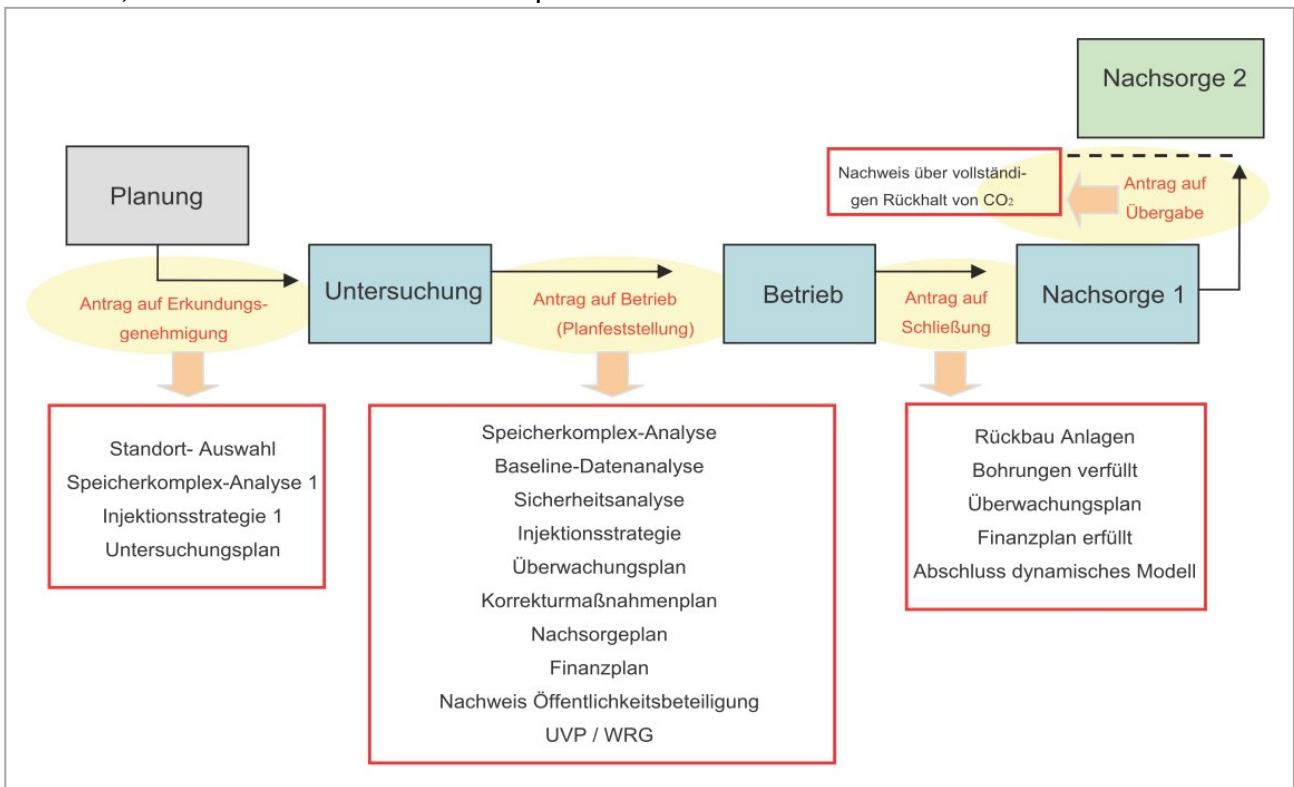 Nachsorge 2
Planung
Nachweis über vollständi-
gen Rückhalt von CO₂
Antrag auf
Übergabe
Untersuchung
Betrieb
Nachsorge 1
Antrag auf Erkundungs-
genehmigung
Antrag auf Betrieb
(Planfeststellung)
Antrag auf
Schließung
Standort- Auswahl
Speicherkomplex-Analyse 1
Injektionsstrategie 1
Untersuchungsplan
Speicherkomplex-Analyse
Baseline-Datenanalyse
Sicherheitsanalyse
Injektionsstrategie
Überwachungsplan
Korrekturmaßnahmenplan
Nachsorgeplan
Finanzplan
Nachweis Öffentlichkeitsbeteiligung
UVP / WRG
Rückbau Anlagen
Bohrungen verfüllt
Überwachungsplan
Finanzplan erfüllt
Abschluss dynamisches Modell